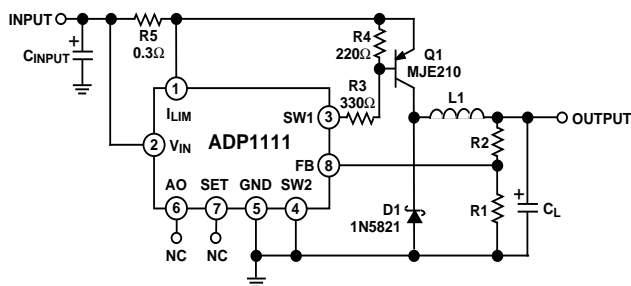 INPUT
R5
0.3Ω
R4
220Ω
Q1
MJE210
CINPUT
+
1
ILIM
R3
330Ω
L1
SW1
3
OUTPUT
2
VIN
ADP1111
R2
FB
8
AO
SET
GND
SW2
6
7
5
4
D1
1N5821
R1
+
CL
NC
NC